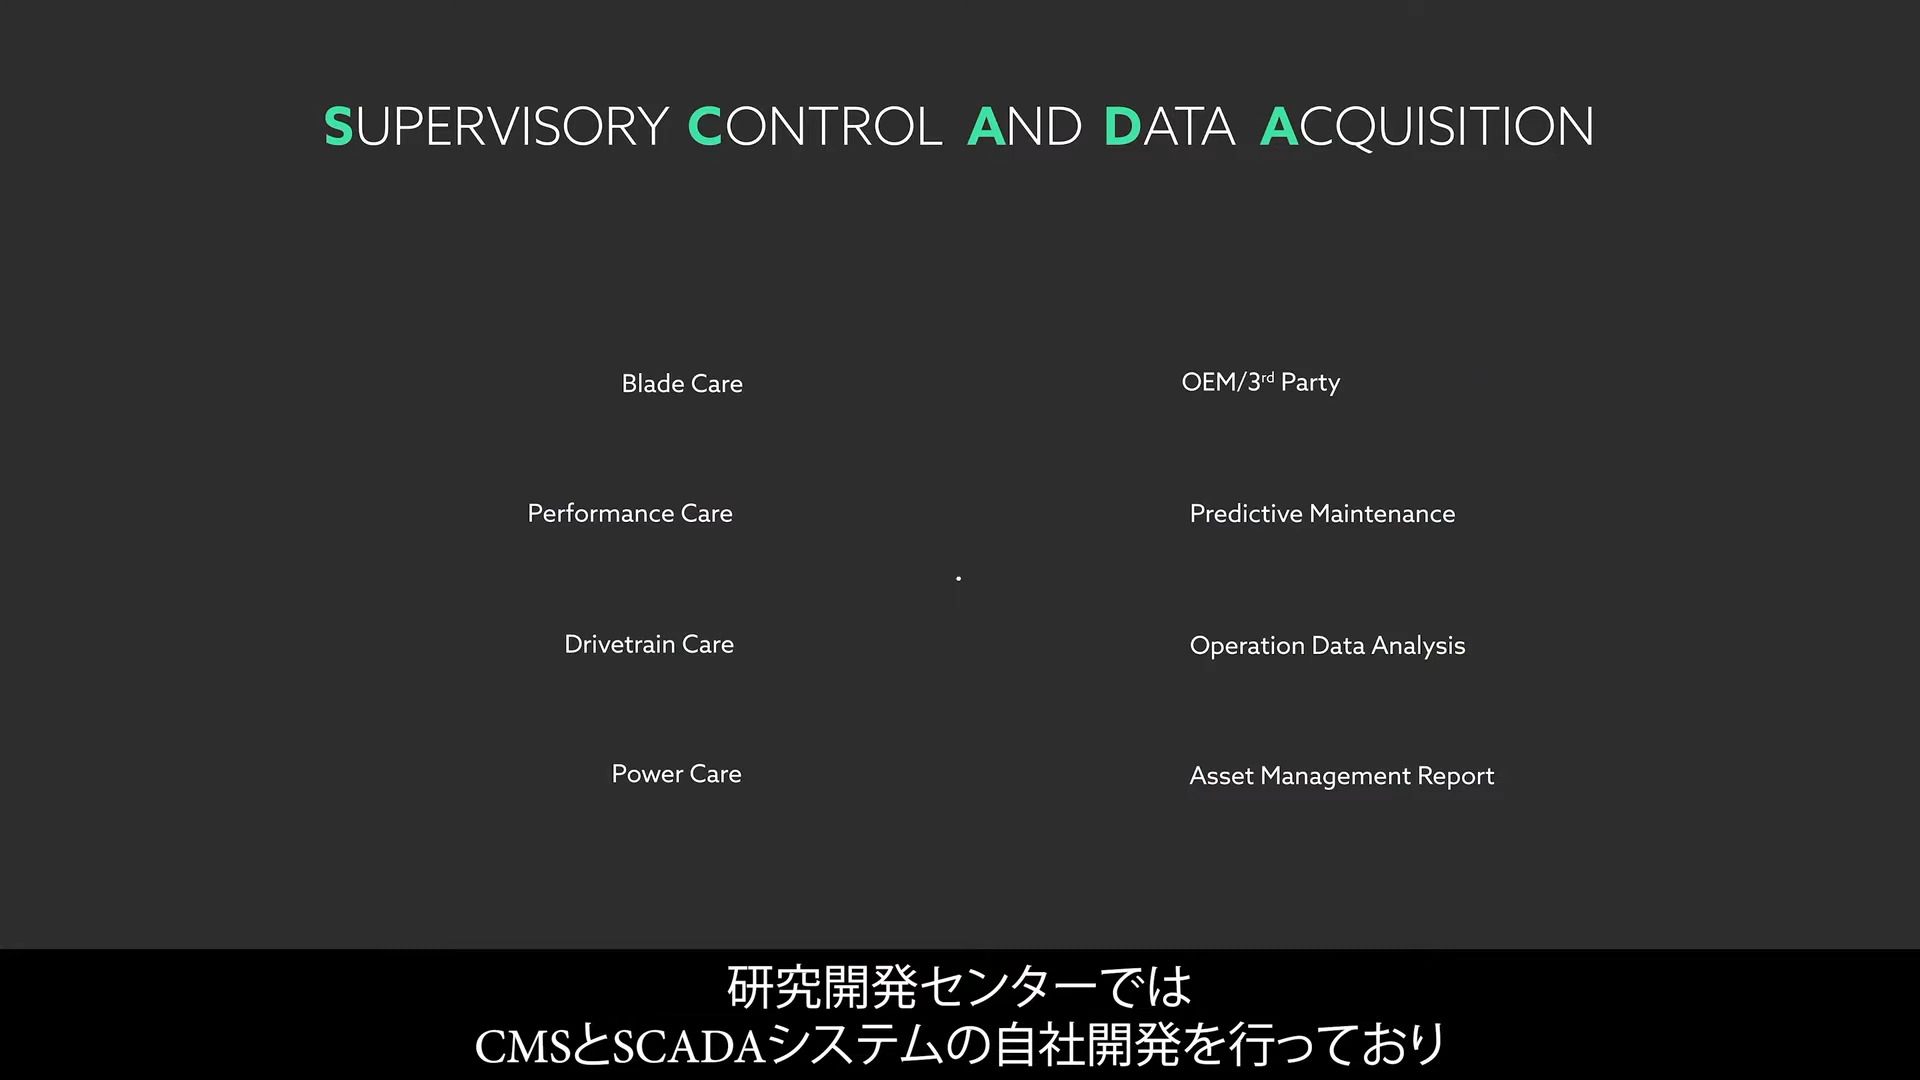 SUPERVISORY CONTROL AND DATA ACQUISITION
Blade Care
OEM/3rd Party
Performance Care
Predictive Maintenance
Drivetrain Care
Operation Data Analysis
Power Care
Asset Management Report
研究開発センターでは
CMSとSCADAシステムの自社開発を行っており